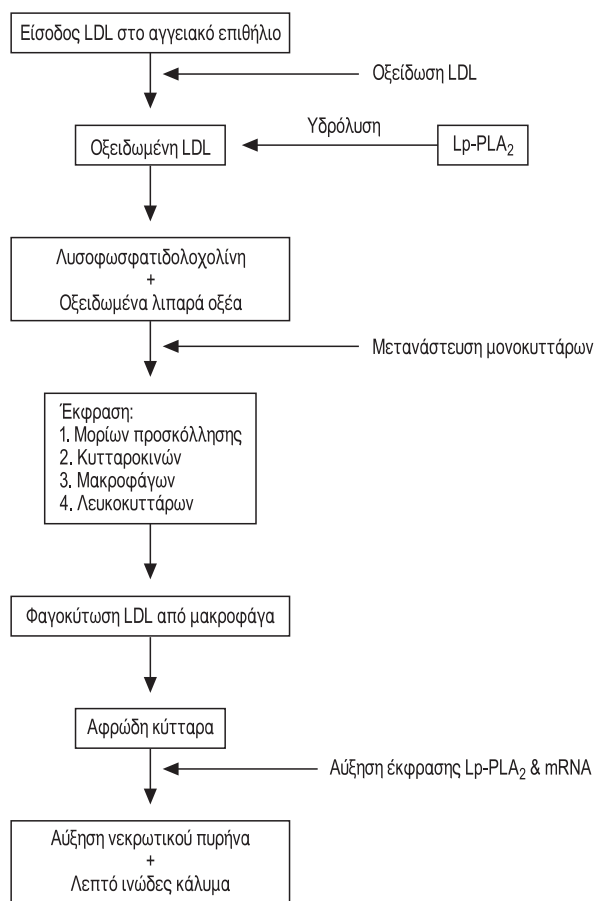 Είσοδος LDL στο αγγειακό επιθήλιο
Οξείδωση LDL
Υδρόλυση
Οξειδωμένη LDL
Lp-PLA₂
Λυσοφωσφατιδολοχολίνη
+
Οξειδωμένα λιπαρά οξέα
Μετανάστευση μονοκυττάρων
Έκφραση:
1. Μορίων προσκόλλησης
2. Κυτταροκινών
3. Μακροφάγων
4. Λευκοκυττάρων
Φαγοκύτωση LDL από μακροφάγα
Αφρώδη κύτταρα
Αύξηση έκφρασης Lp-PLA₂ & mRNA
Αύξηση νεκρωτικού πυρήνα
+
Λεπτό ινώδες κάλυμα